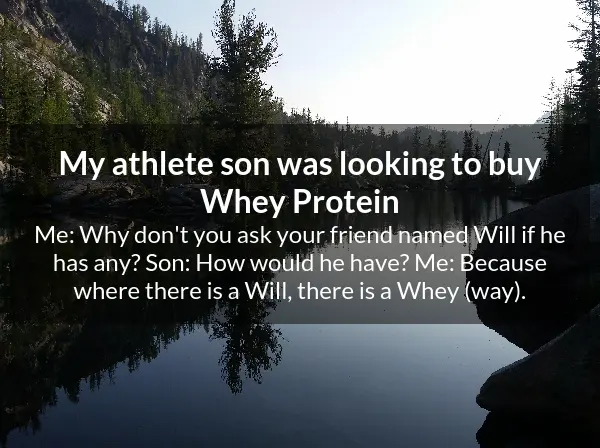 My athlete son was looking to buy
Whey Protein
Me: Why don't you ask your friend named Will if he
has any? Son: How would he have? Me: Because
where there is a Will, there is a Whey (way).